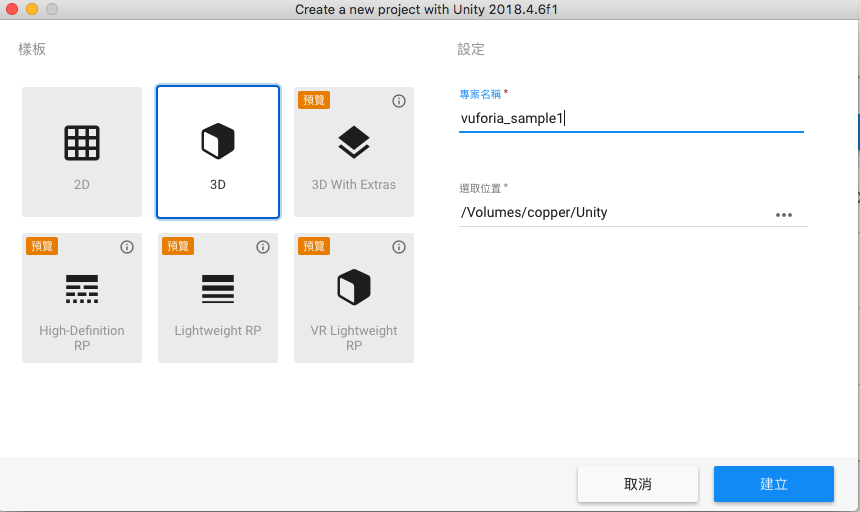 Create a new project with Unity 2018.4.6f1
樣板
2D
3D
預覽
3D With Extras
預覽
High-Definition
RP
預覽
Lightweight RP
預覽
VR Lightweight
RP
設定
專案名稱 *
vuforia_sample1
選取位置 *
/Volumes/copper/Unity
取消
建立